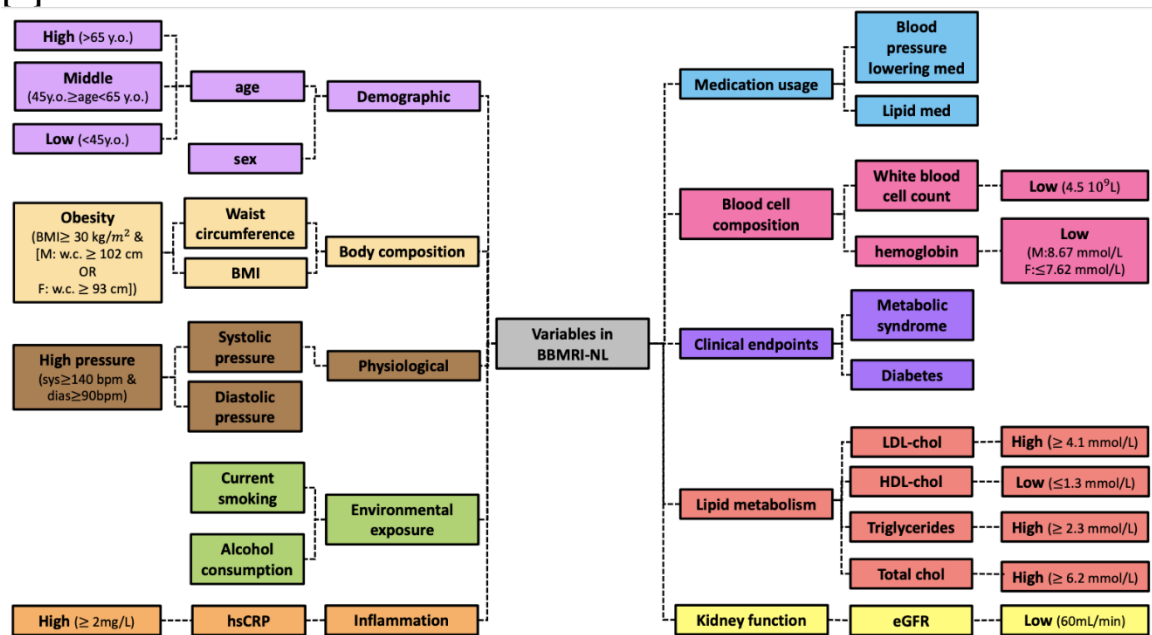 High (>65 y.o.)
Middle
(45y.o.≥age<65 y.o.)
Low (<45y.o.)
age
sex
Demographic
Obesity
(BMI≥ 30 kg/m² &
[M: w.c. ≥ 102 cm
OR
F: w.c. ≥ 93 cm])
Waist
circumference
BMI
Body composition
High pressure
(sys≥140 bpm &
dias≥90bpm)
Systolic
pressure
Diastolic
pressure
Physiological
Current
smoking
Alcohol
consumption
Environmental
exposure
High (≥ 2mg/L)
hsCRP
Inflammation
Variables in
BBMRI-NL
Medication usage
Blood
pressure
lowering med
Lipid med
Blood cell
composition
White blood
cell count
Low (4.5 10⁹L)
hemoglobin
Low
(M:8.67 mmol/L
F:≤7.62 mmol/L)
Clinical endpoints
Metabolic
syndrome
Diabetes
Lipid metabolism
LDL-chol
High (≥ 4.1 mmol/L)
HDL-chol
Low (≤1.3 mmol/L)
Triglycerides
High (≥ 2.3 mmol/L)
Total chol
High (≥ 6.2 mmol/L)
Kidney function
eGFR
Low (60mL/min)